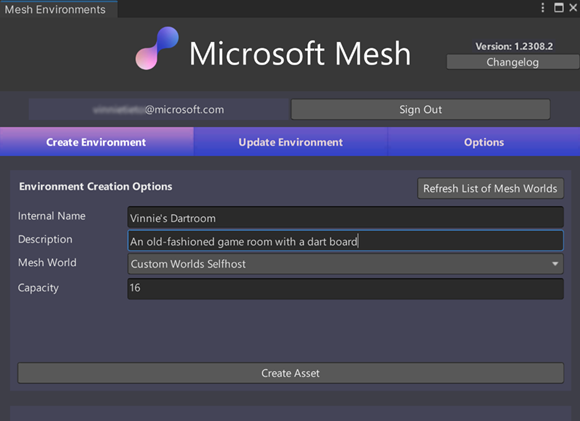 Mesh Environments
Microsoft Mesh
Version: 1.2308.2
Changelog
@microsoft.com
Sign Out
Create Environment
Update Environment
Options
Environment Creation Options
Refresh List of Mesh Worlds
Internal Name
Vinnie's Dartroom
Description
An old-fashioned game room with a dart board
Mesh World
Custom Worlds Selfhost
Capacity
16
Create Asset